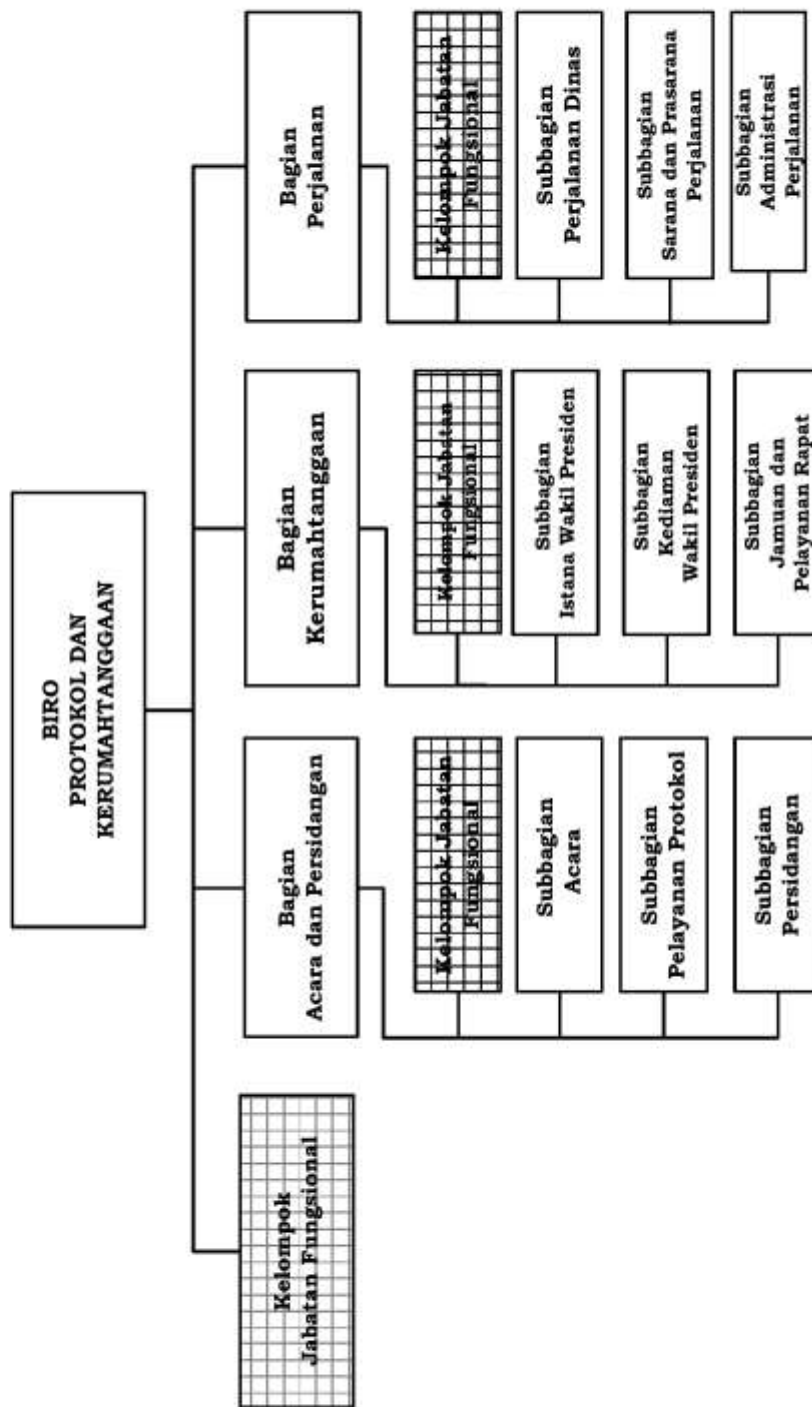 BIRO
PROTOKOL DAN
KERUMAHTANGGAAN
Kelompok
Jabatan Fungsional
Bagian
Acara dan Persidangan
Kelompok Jabatan
Fungsional
Subbagian
Acara
Subbagian
Pelayanan Protokol
Subbagian
Persidangan
Bagian
Kerumahtanggaan
Kelompok Jabatan
Fungsional
Subbagian
Istana Wakil Presiden
Subbagian
Kediaman
Wakil Presiden
Subbagian
Jamuan dan
Pelayanan Rapat
Bagian
Perjalanan
Kelompok Jabatan
Fungsional
Subbagian
Perjalanan Dinas
Subbagian
Sarana dan Prasarana
Perjalanan
Subbagian
Administrasi
Perjalanan